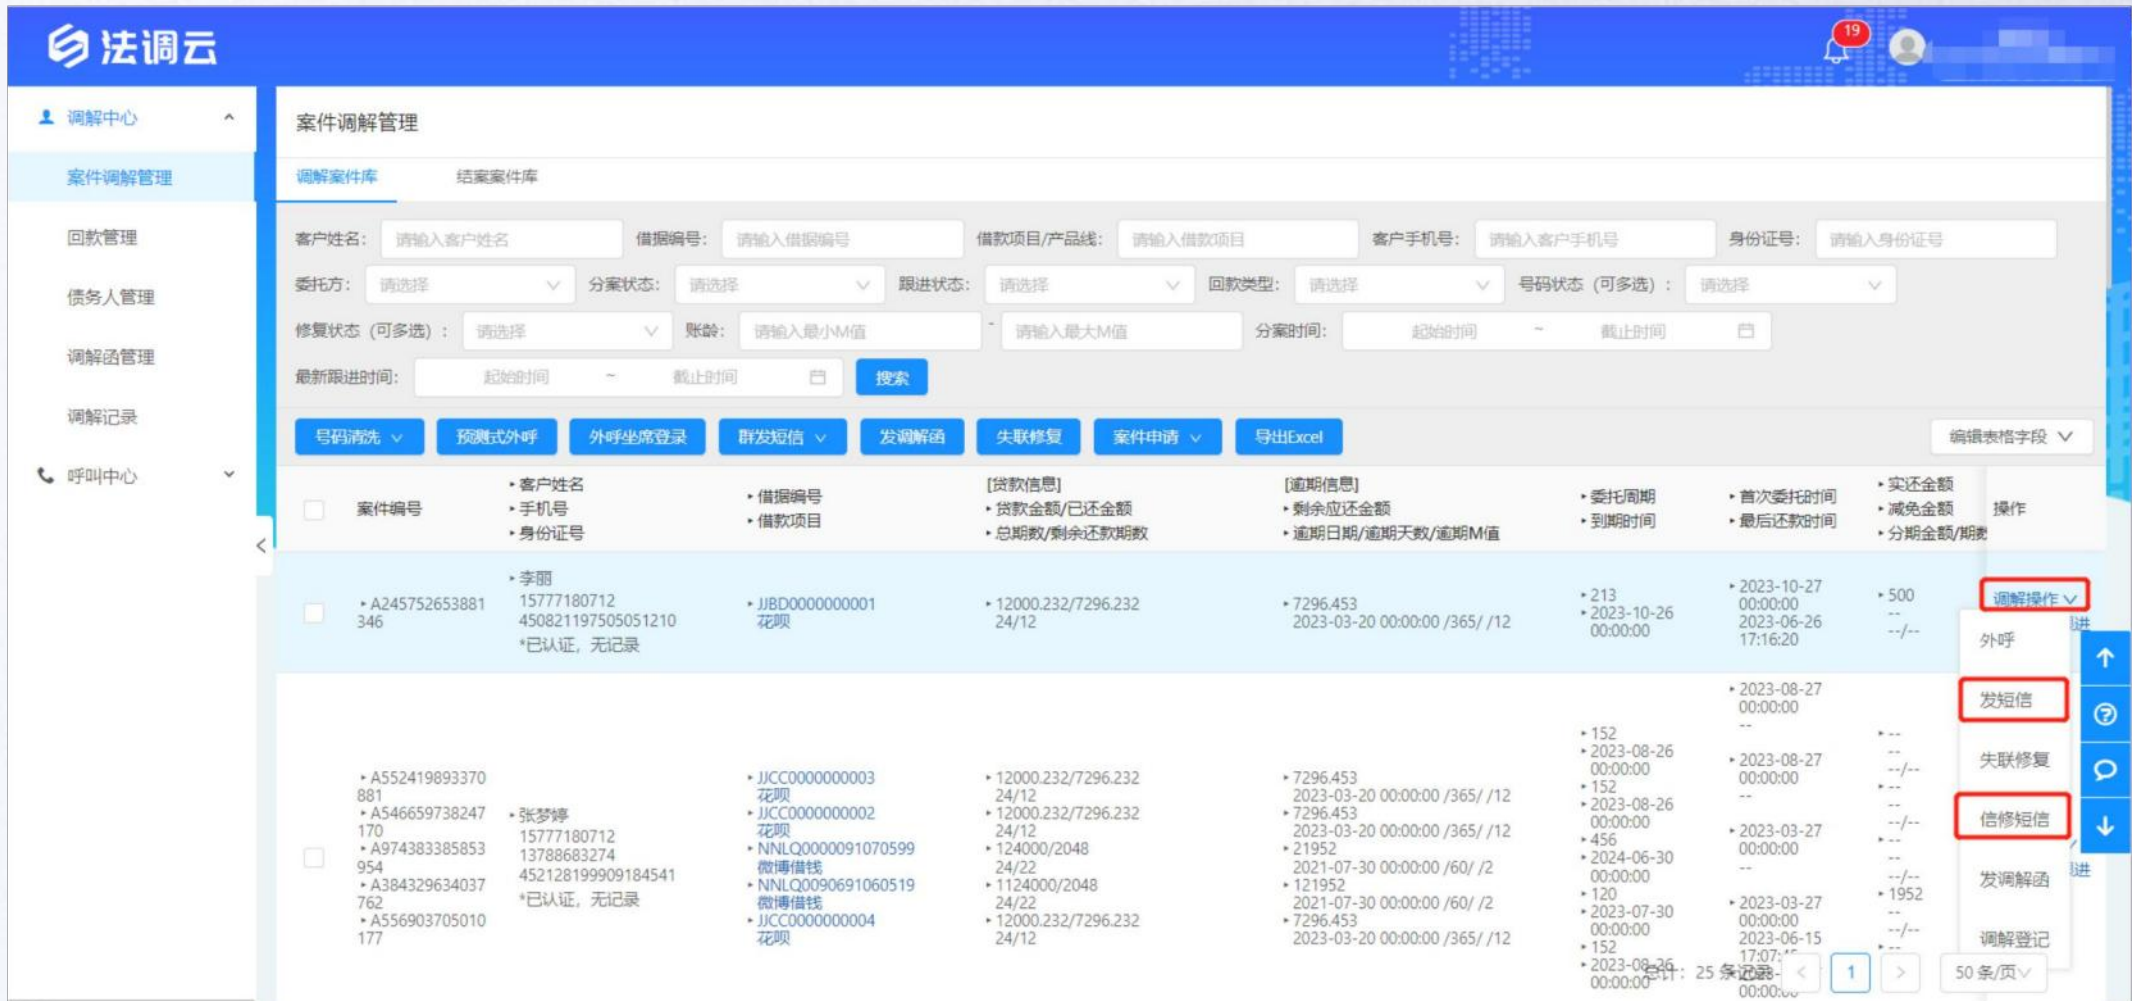 法调云
19
调解中心
案件调解管理
回款管理
债务人管理
调解函管理
调解记录
呼叫中心
案件调解管理
调解案件库 结案案件库
客户姓名: 请输入客户姓名 借据编号: 请输入借据编号 借款项目/产品线: 请输入借款项目 客户手机号: 请输入客户手机号 身份证号: 请输入身份证号
委托方: 请选择 分案状态: 请选择 跟进状态: 请选择 回款类型: 请选择 号码状态 (可多选) : 请选择
修复状态 (可多选) : 请选择 账龄: 请输入最小M值 - 请输入最大M值 分案时间: 起始时间 ~ 截止时间
最新跟进时间: 起始时间 ~ 截止时间 搜索
号码清洗 预测式外呼 外呼坐席登录 群发短信 发调解函 失联修复 案件申请 导出Excel 编辑表格字段
案件编号
客户姓名
手机号
身份证号
借据编号
借款项目
[贷款信息]
贷款金额/已还金额
总期数/剩余还款期数
[逾期信息]
剩余应还金额
逾期日期/逾期天数/逾期M值
委托周期
到期时间
首次委托时间
最后还款时间
实还金额
减免金额
分期金额/期数
操作
A245752653881
346
李丽
15777180712
450821197505051210
*已认证, 无记录
JJBD0000000001
花呗
12000.232/7296.232
24/12
7296.453
2023-03-20 00:00:00 /365/ /12
213
2023-10-26
00:00:00
2023-10-27
00:00:00
2023-06-26
17:16:20
500
--
--/--
调解操作
外呼
发短信
失联修复
信修短信
发调解函
调解登记
A552419893370
881
A546659738247
170
A974383385853
954
A384329634037
762
A556903705010
177
张梦婷
15777180712
13788683274
452128199909184541
*已认证, 无记录
JJCC0000000003
花呗
JJCC0000000002
花呗
NNLQ0000091070599
微博借钱
NNLQ0090691060519
微博借钱
JJCC0000000004
花呗
12000.232/7296.232
24/12
12000.232/7296.232
24/12
124000/2048
24/22
1124000/2048
24/22
12000.232/7296.232
24/12
7296.453
2023-03-20 00:00:00 /365/ /12
7296.453
2023-03-20 00:00:00 /365/ /12
21952
2021-07-30 00:00:00 /60/ /2
121952
2021-07-30 00:00:00 /60/ /2
7296.453
2023-03-20 00:00:00 /365/ /12
152
2023-08-26
00:00:00
152
2023-08-26
00:00:00
456
2024-06-30
00:00:00
120
2023-07-30
00:00:00
152
2023-08-26
00:00:00
2023-08-27
00:00:00
--
2023-08-27
00:00:00
--
2023-03-27
00:00:00
--
2023-03-27
00:00:00
2023-06-15
--
--
--/--
--
--
--/--
--
--
--/--
1952
--
--/--
--
总计: 25 条记录 < 1 > 50 条/页